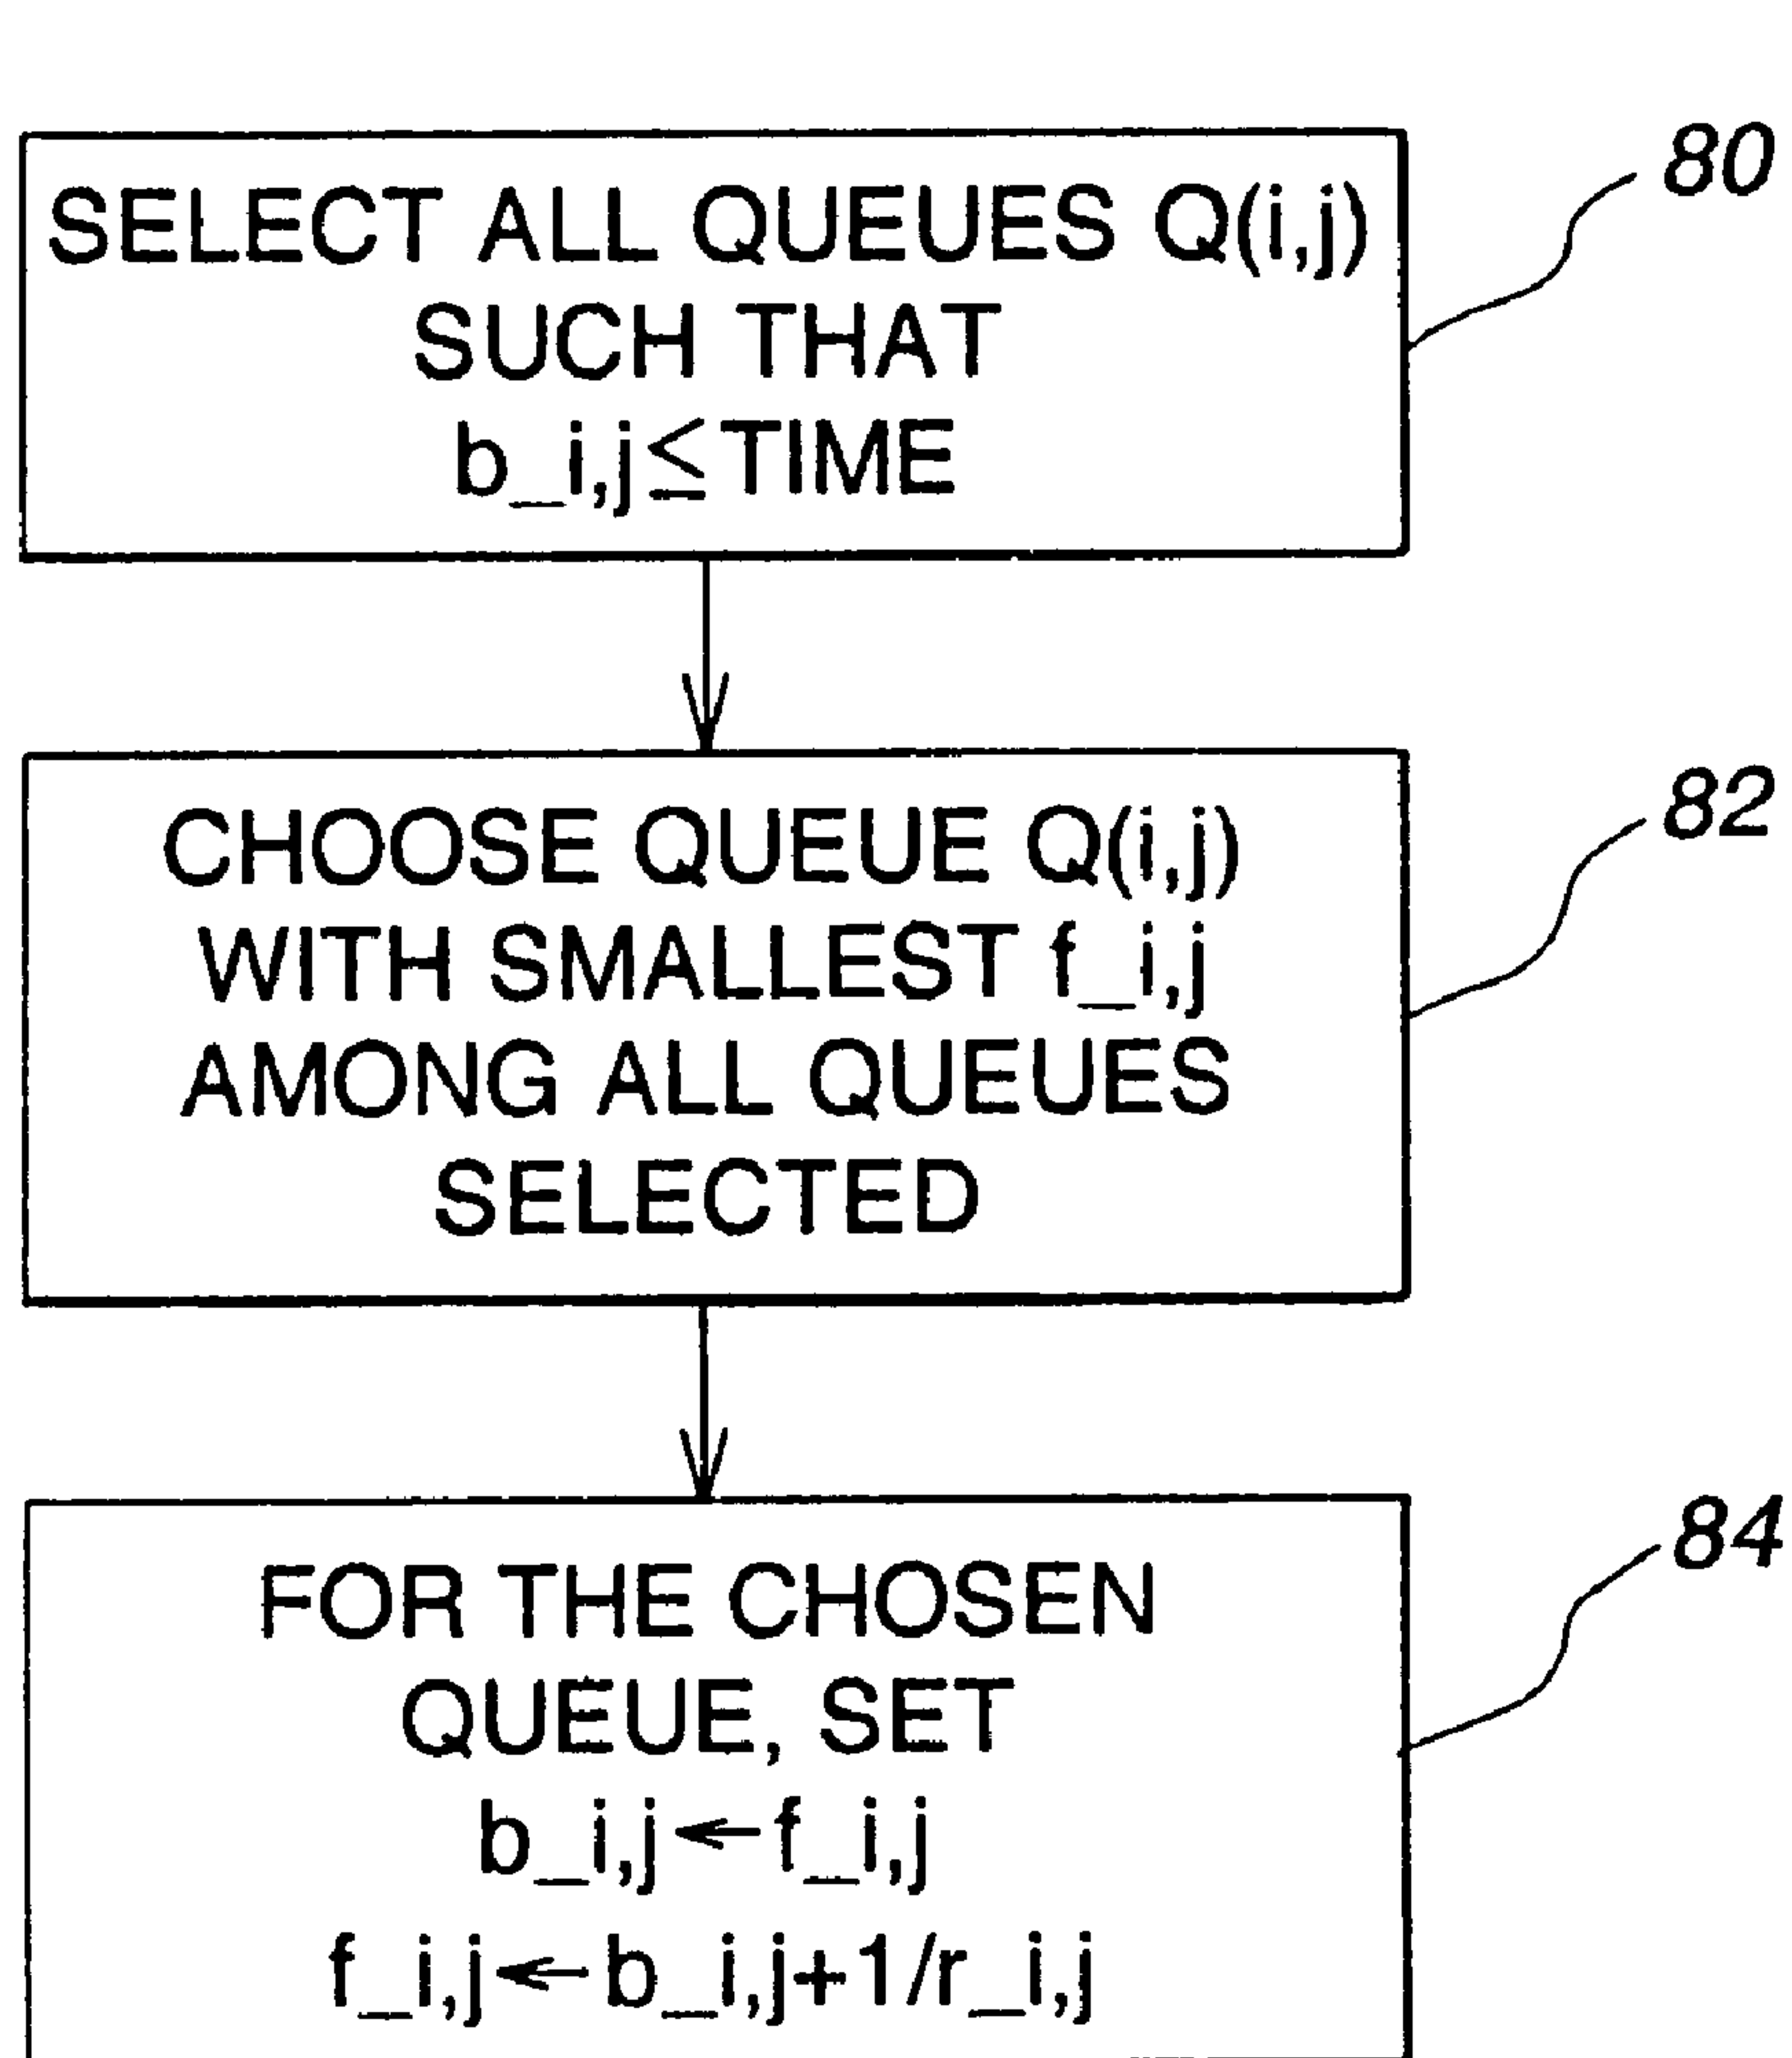 80
SELECT ALL QUEUES Q(i,j)
SUCH THAT
b_i,j≤TIME
82
CHOOSE QUEUE Q(i,j)
WITH SMALLEST f_i,j
AMONG ALL QUEUES
SELECTED
84
FOR THE CHOSEN
QUEUE, SET
b_i,j←f_i,j
f_i,j←b_i,j+1/r_i,j